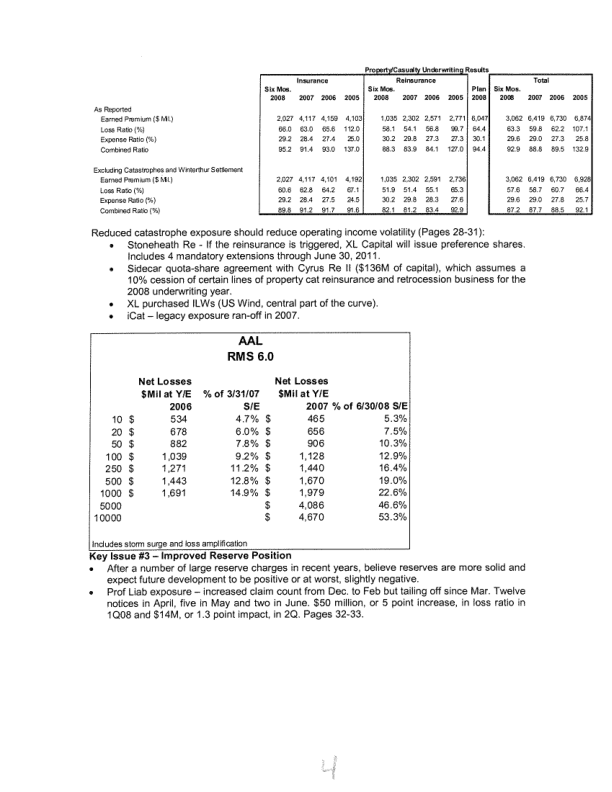 Property/Casualty Underwriting Results
Insurance Reinsurance Total
Six Mos. Six Mos. Plan Six Mos.
2008 2007 2006 2005 2008 2007 2006 2005 2008 2008 2007 2006 2005
As Reported
Earned Premium ($ Mil.) 2,027 4,117 4,159 4,103 1,035 2,302 2,571 2,771 6,047 3,062 6,419 6,730 6,874
Loss Ratio (%) 66.0 63.0 65.6 112.0 58.1 54.1 56.8 99.7 64.4 63.3 59.8 62.2 107.1
Expense Ratio (%) 29.2 28.4 27.4 25.0 30.2 29.8 27.3 27.3 30.1 29.6 29.0 27.3 25.8
Combined Ratio 95.2 91.4 93.0 137.0 88.3 83.9 84.1 127.0 94.4 92.9 88.8 89.5 132.9
Excluding Catastrophes and Winterthur Settlement
Earned Premium ($ Mil.) 2,027 4,117 4,101 4,192 1,035 2,302 2,591 2,736 3,062 6,419 6,730 6,928
Loss Ratio (%) 60.6 62.8 64.2 67.1 51.9 51.4 55.1 65.3 57.6 58.7 60.7 66.4
Expense Ratio (%) 29.2 28.4 27.5 24.5 30.2 29.8 28.3 27.6 29.6 29.0 27.8 25.7
Combined Ratio (%) 89.8 91.2 91.7 91.6 82.1 81.2 83.4 92.9 87.2 87.7 88.5 92.1
Reduced catastrophe exposure should reduce operating income volatility (Pages 28-31):
• Stoneheath Re - If the reinsurance is triggered, XL Capital will issue preference shares.
Includes 4 mandatory extensions through June 30, 2011.
• Sidecar quota-share agreement with Cyrus Re II ($136M of capital), which assumes a
10% cession of certain lines of property cat reinsurance and retrocession business for the
2008 underwriting year.
• XL purchased ILWs (US Wind, central part of the curve).
• iCat – legacy exposure ran-off in 2007.
AAL
RMS 6.0
Net Losses Net Losses
$Mil at Y/E % of 3/31/07 $Mil at Y/E
2006 S/E 2007 % of 6/30/08 S/E
10 $ 534 4.7% $ 465 5.3%
20 $ 678 6.0% $ 656 7.5%
50 $ 882 7.8% $ 906 10.3%
100 $ 1,039 9.2% $ 1,128 12.9%
250 $ 1,271 11.2% $ 1,440 16.4%
500 $ 1,443 12.8% $ 1,670 19.0%
1000 $ 1,691 14.9% $ 1,979 22.6%
5000 $ 4,086 46.6%
10000 $ 4,670 53.3%
Includes storm surge and loss amplification
Key Issue #3 – Improved Reserve Position
• After a number of large reserve charges in recent years, believe reserves are more solid and
expect future development to be positive or at worst, slightly negative.
• Prof Liab exposure – increased claim count from Dec. to Feb but tailing off since Mar. Twelve
notices in April, five in May and two in June. $50 million, or 5 point increase, in loss ratio in
1Q08 and $14M, or 1.3 point impact, in 2Q. Pages 32-33.
4